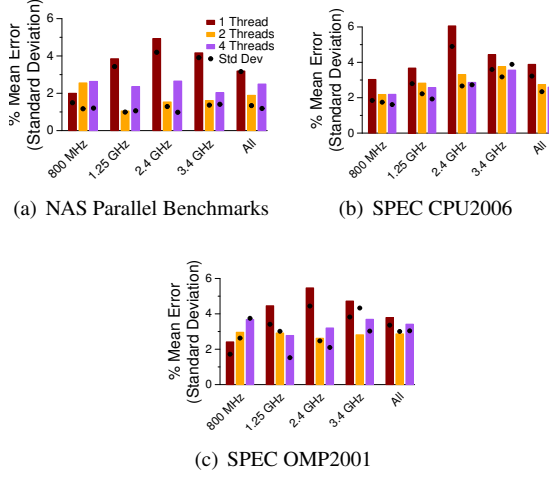 % Mean Error
(Standard Deviation)
6
4
2
0
1 Thread
2 Threads
4 Threads
Std Dev
800 MHz
1.25 GHz
2.4 GHz
3.4 GHz
All
(a) NAS Parallel Benchmarks
% Mean Error
(Standard Deviation)
6
4
2
0
800 MHz
1.25 GHz
2.4 GHz
3.4 GHz
All
(b) SPEC CPU2006
% Mean Error
(Standard Deviation)
6
4
2
0
800 MHz
1.25 GHz
2.4 GHz
3.4 GHz
All
(c) SPEC OMP2001